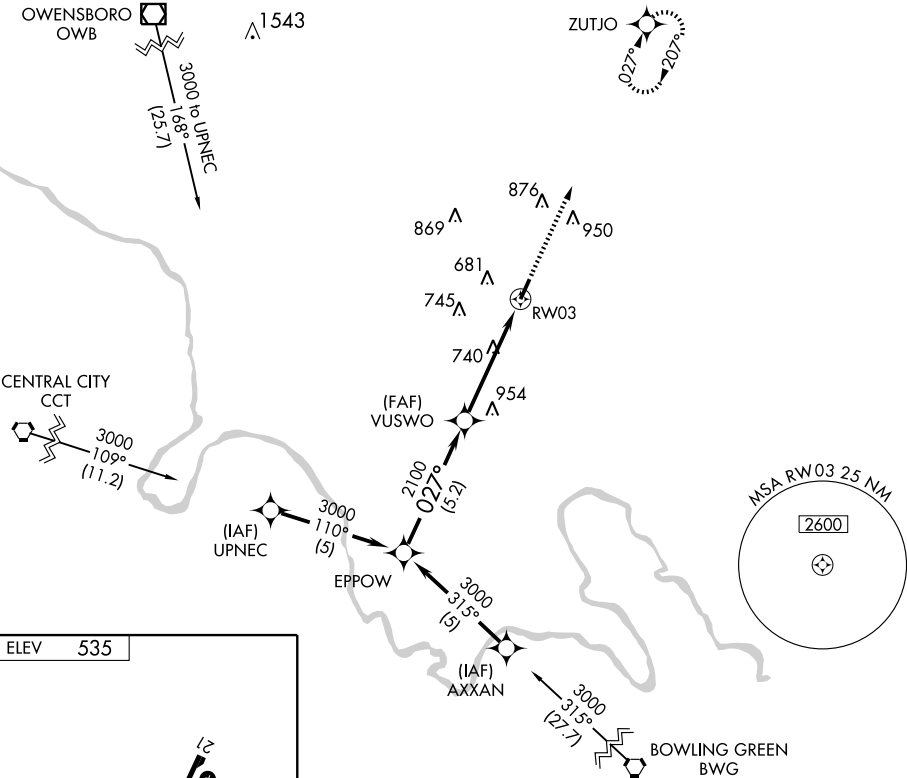 OWENSBORO
OWB
1543
ZUTJO
027°
207°
3000 to UPNEC
168°
(25.7)
876
950
869
681
745
RW03
740
954
(FAF)
VUSWO
CENTRAL CITY
CCT
3000
109°
(11.2)
2100
027°
(5.2)
MSA RW03 25 NM
2600
(IAF)
UPNEC
3000
110°
(5)
EPPOW
3000
315°
(5)
(IAF)
AXXAN
ELEV 535
3000
315°
(27.7)
BOWLING GREEN
BWG
21